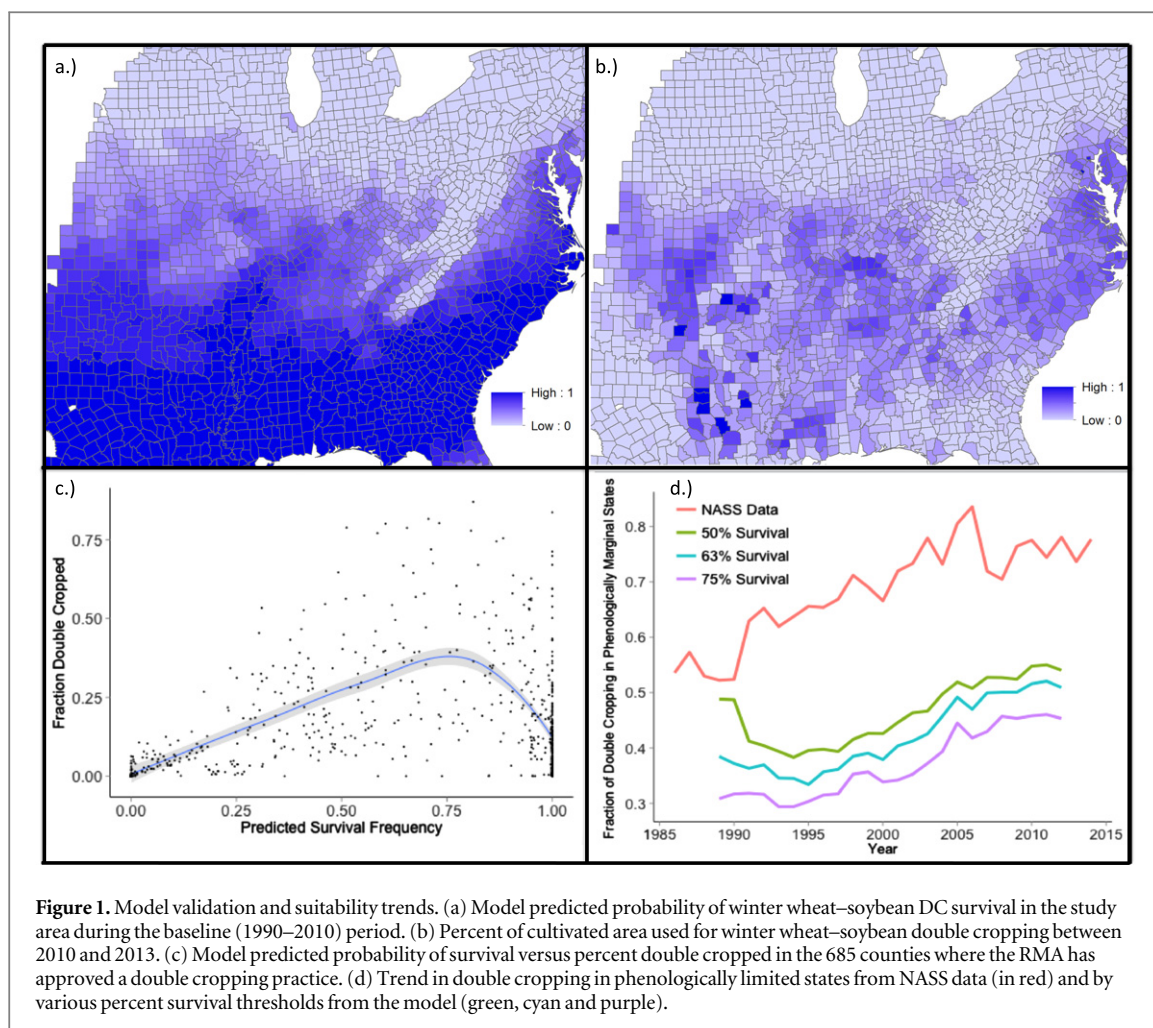 a.)
High : 1
Low : 0
b.)
High : 1
Low : 0
c.)
Fraction Double Cropped
0.75
0.50
0.25
0.00
0.00 0.25 0.50 0.75 1.00
Predicted Survival Frequency
d.)
Fraction of Double Cropping in Phenologically Marginal States
NASS Data
50% Survival
63% Survival
75% Survival
0.8
0.7
0.6
0.5
0.4
0.3
1985 1990 1995 2000 2005 2010 2015
Year
Figure 1. Model validation and suitability trends. (a) Model predicted probability of winter wheat–soybean DC survival in the study
area during the baseline (1990–2010) period. (b) Percent of cultivated area used for winter wheat–soybean double cropping between
2010 and 2013. (c) Model predicted probability of survival versus percent double cropped in the 685 counties where the RMA has
approved a double cropping practice. (d) Trend in double cropping in phenologically limited states from NASS data (in red) and by
various percent survival thresholds from the model (green, cyan and purple).